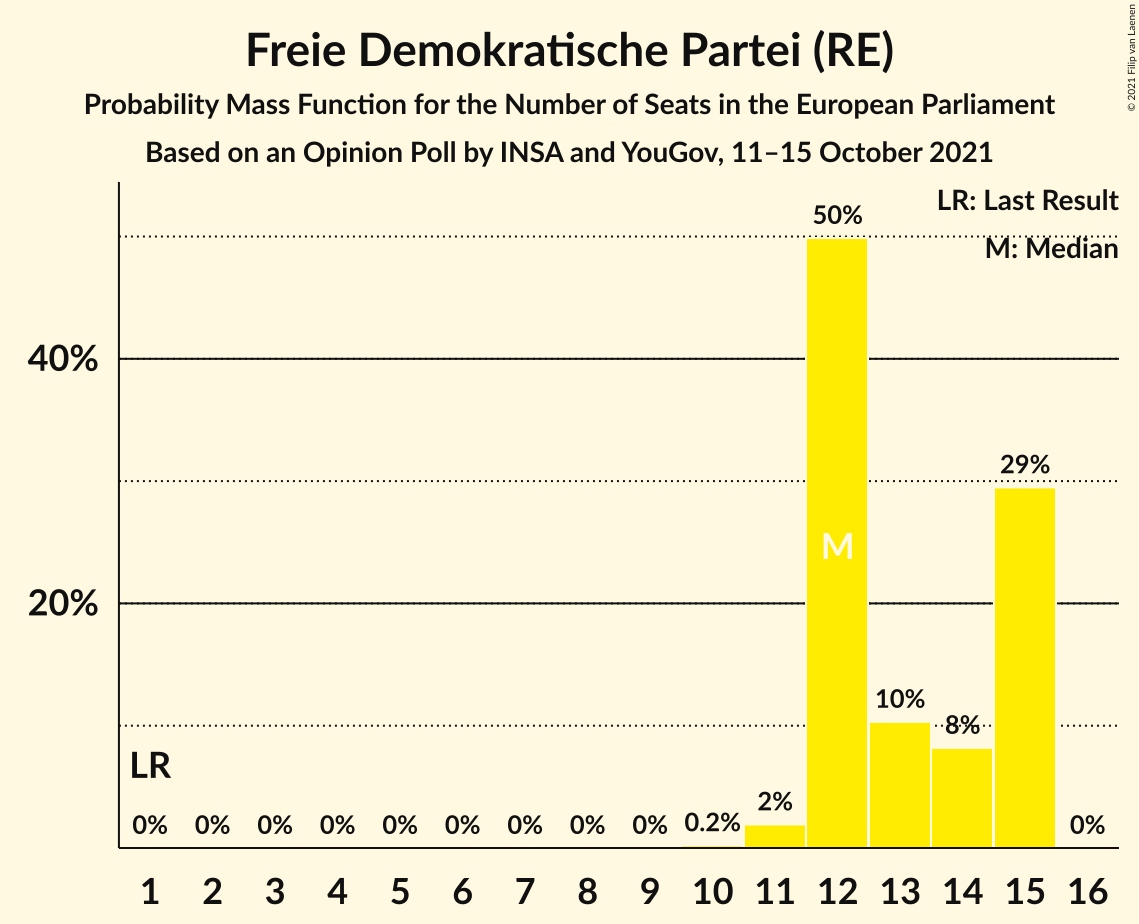 Freie Demokratische Partei (RE)
Probability Mass Function for the Number of Seats in the European Parliament
Based on an Opinion Poll by INSA and YouGov, 11–15 October 2021
© 2021 Filip van Laenen
LR: Last Result
M: Median
50%
40%
29%
M
20%
10%
8%
LR
2%
0% 0% 0% 0% 0% 0% 0% 0% 0% 0.2% 0%
1 2 3 4 5 6 7 8 9 10 11 12 13 14 15 16